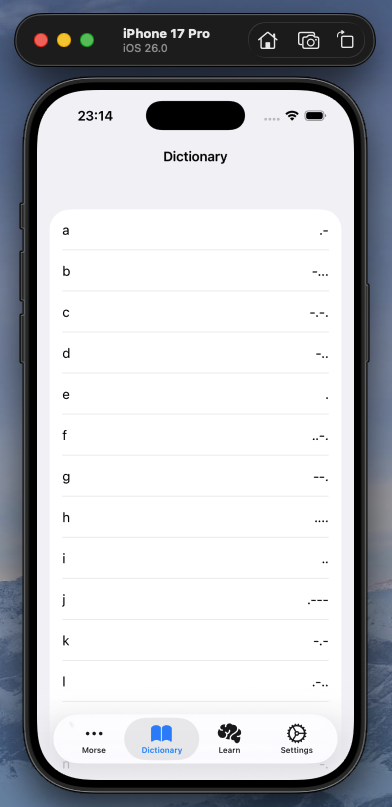 iPhone 17 Pro
iOS 26.0
23:14
Dictionary
a .-
b -...
c -.-.
d -..
e .
f ..-.
g --.
h ....
i ..
j .---
k -.-
l .-..
n -.
Morse Dictionary Learn Settings